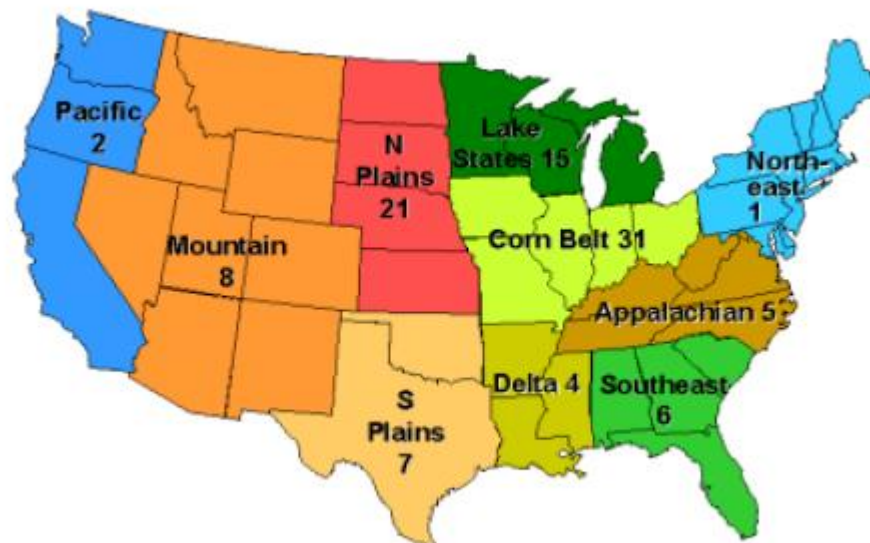 Pacific
2
N
Plains
21
Lake
States 15
North-
east
1
Mountain
8
Corn Belt 31
Appalachian 5
S
Plains
7
Delta 4
Southeast
6